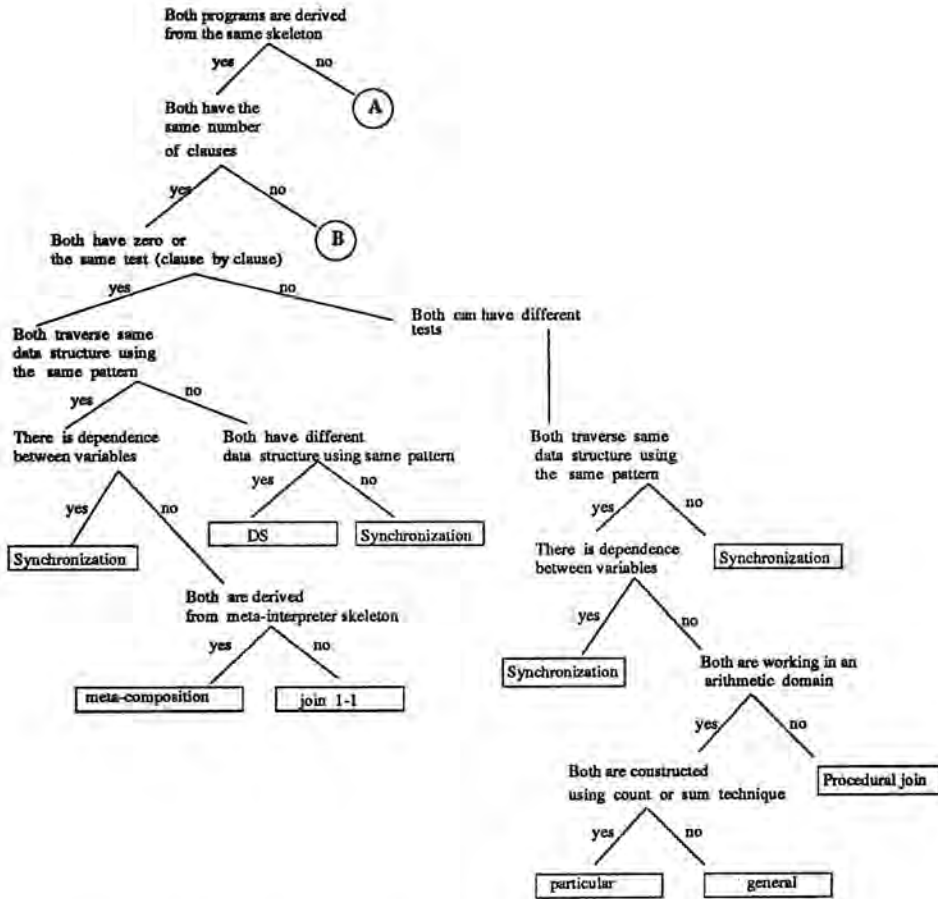 Both programs are derived
from the same skeleton
yes
no
A
Both have the
same number
of clauses
yes
no
B
Both have zero or
the same test (clause by clause)
yes
no
Both can have different
tests
Both traverse same
data structure using
the same pattern
yes
no
There is dependence
between variables
Both have different
data structure using same pattern
Both traverse same
data structure using
the same pattern
yes
no
yes
no
yes
no
Synchronization
DS
Synchronization
There is dependence
between variables
Synchronization
Both are derived
from meta-interpreter skeleton
yes
no
yes
no
Synchronization
Both are working in an
arithmetic domain
meta-composition
join 1-1
yes
no
Both are constructed
using count or sum technique
Procedural join
yes
no
particular
general